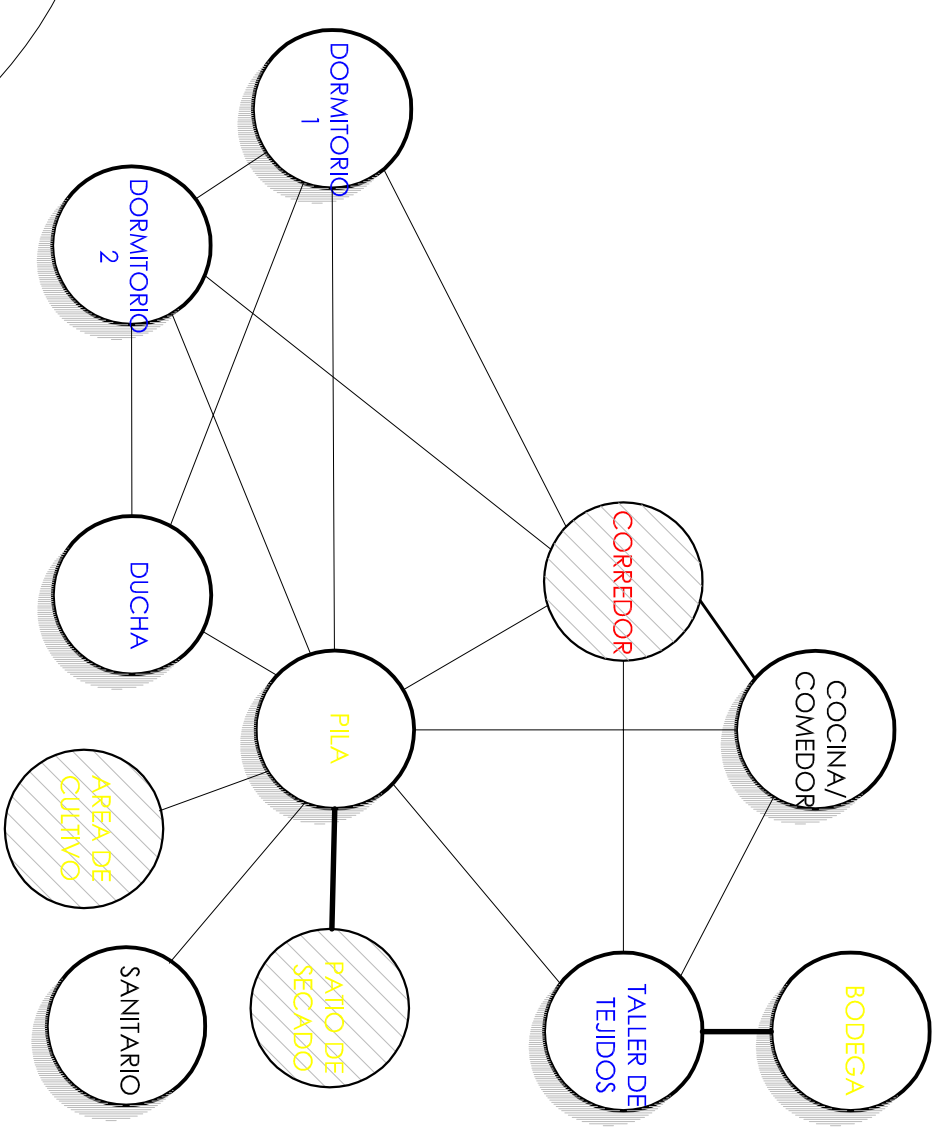 COCINA/
COMEDOR
BODEGA
CORREDOR
TALLER DE
TEJIDOS
DORMITORIO
1
PILA
PATIO DE
SECADO
DORMITORIO
2
DUCHA
AREA DE
CULTIVO
SANITARIO